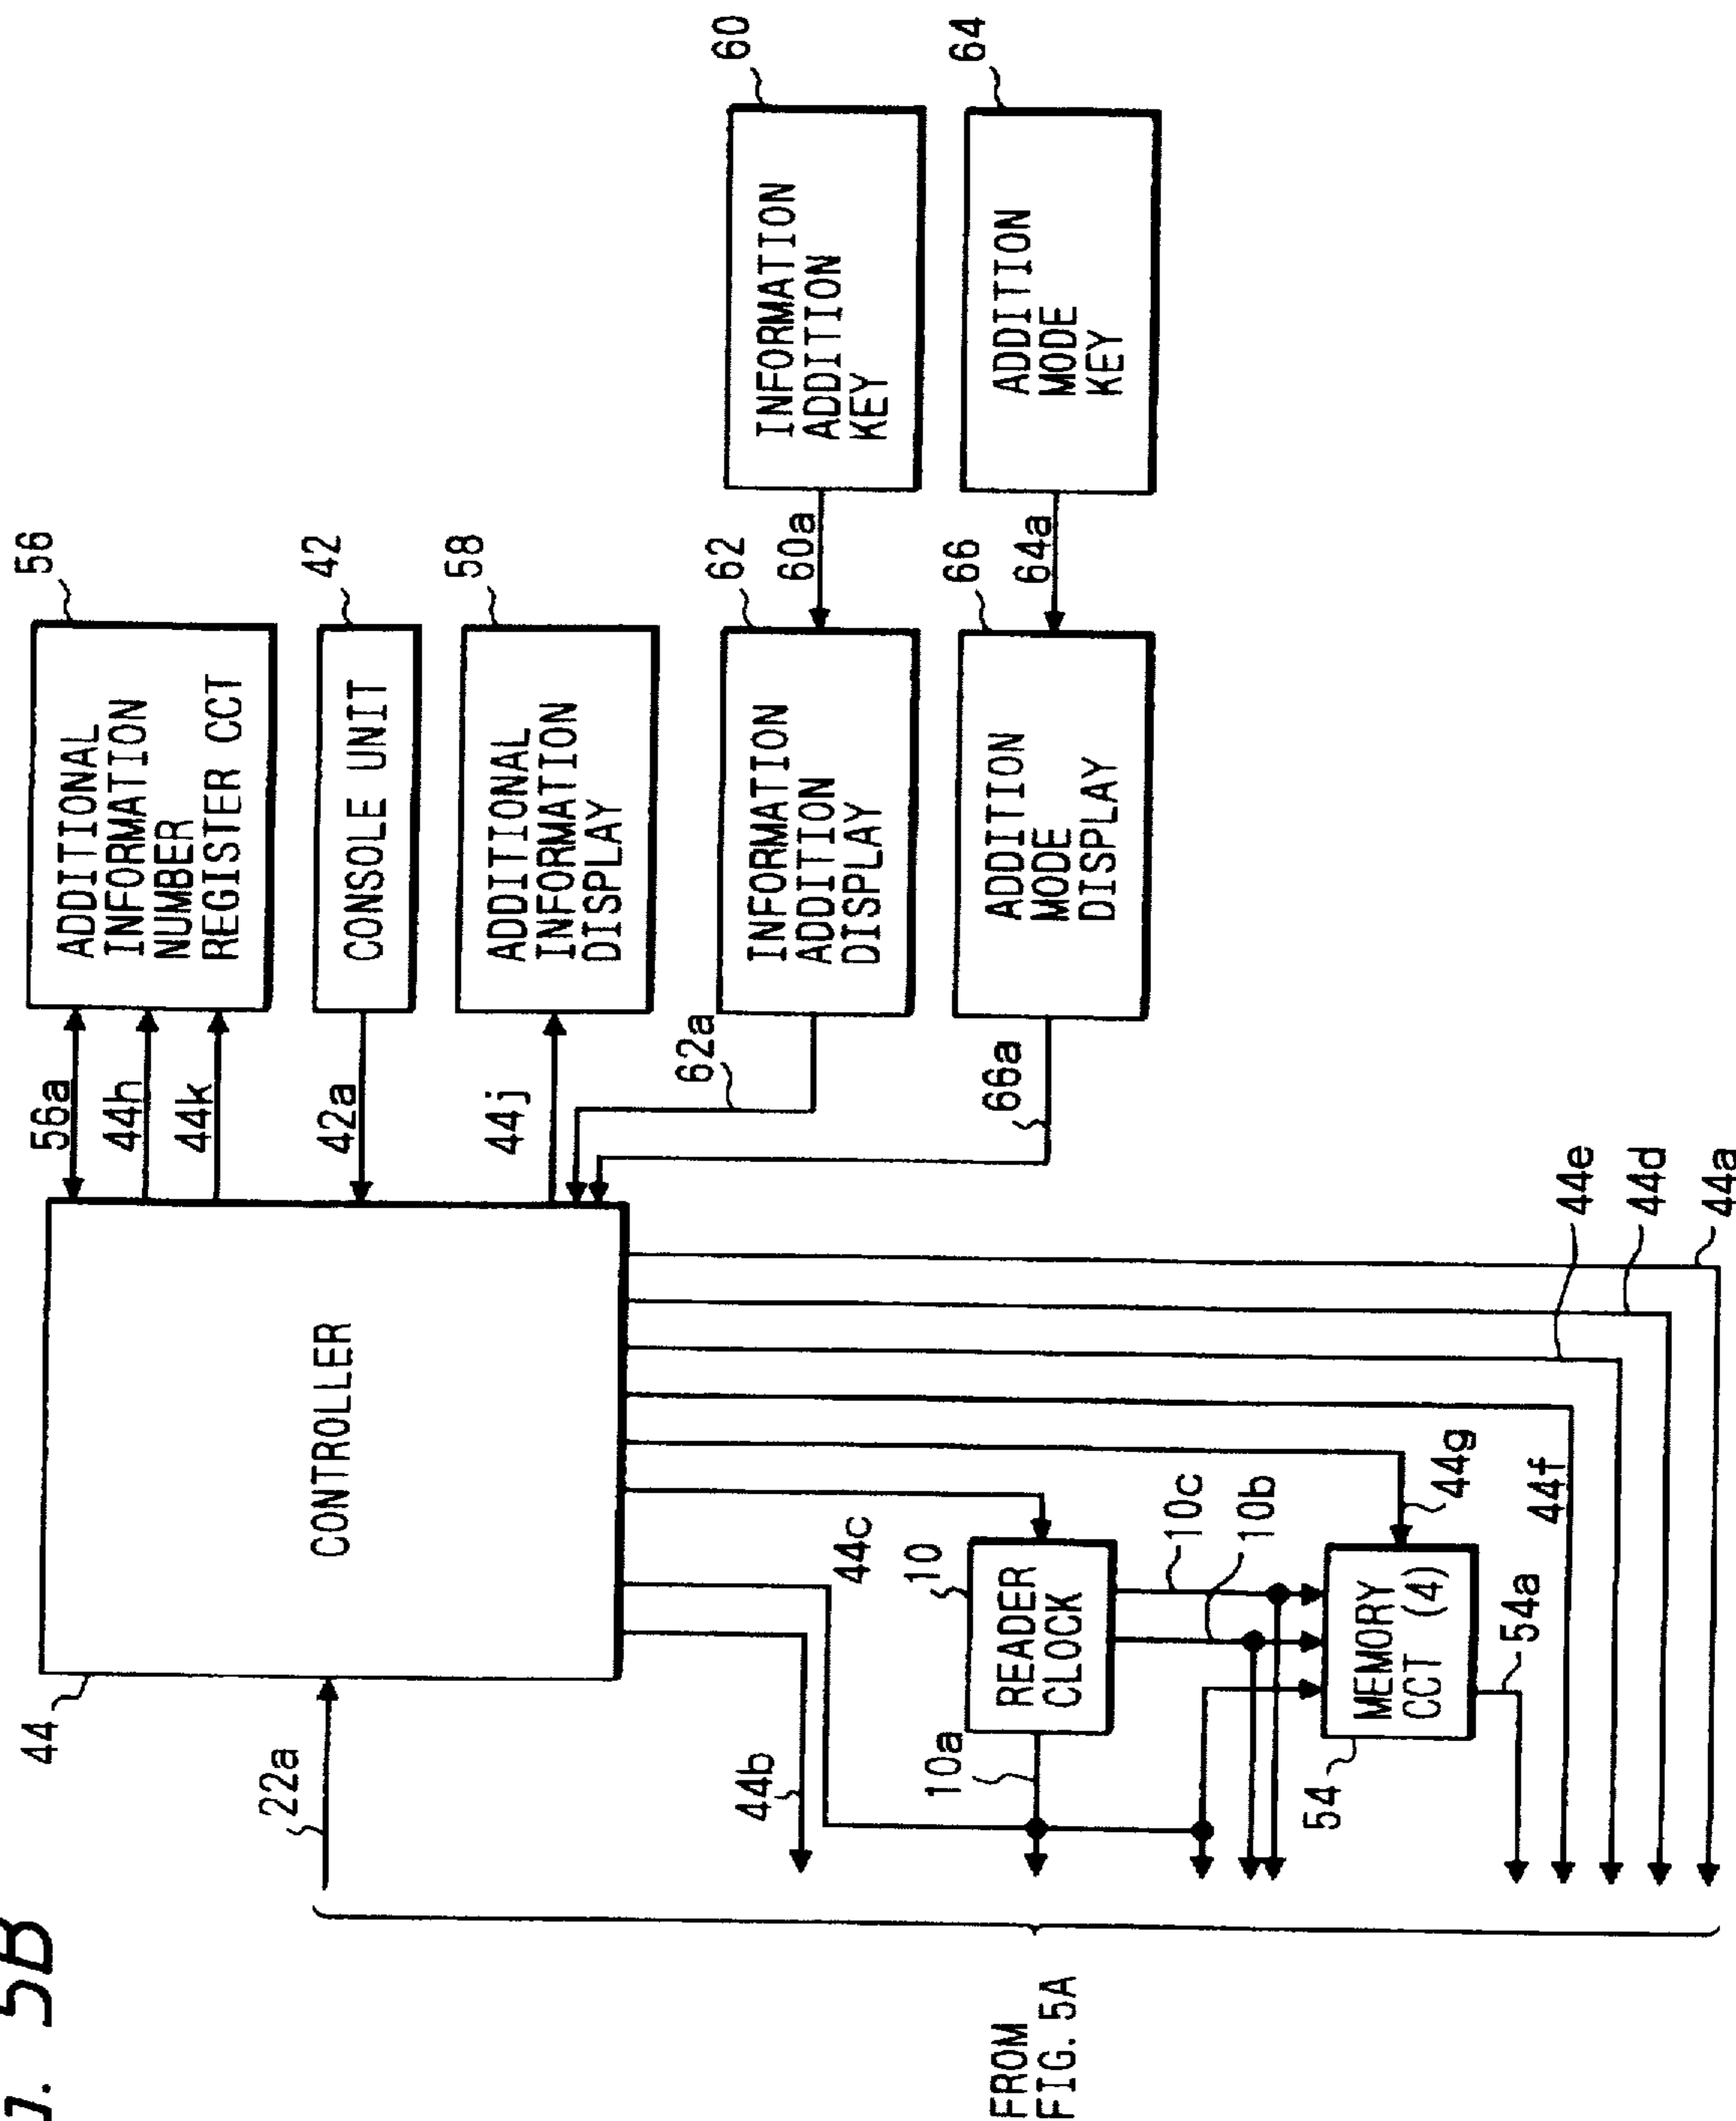 G. 5B
56
ADDITIONAL
INFORMATION
NUMBER
REGISTER CCT
56a
44h
44k
42
CONSOLE UNIT
42a
58
ADDITIONAL
INFORMATION
DISPLAY
44j
60
INFORMATION
ADDITION
KEY
60a
62
INFORMATION
ADDITION
DISPLAY
62a
64
ADDITION
MODE
KEY
64a
66
ADDITION
MODE
DISPLAY
66a
44
CONTROLLER
22a
44b
44c
10
READER
CLOCK
10a
10c
10b
44g
54
MEMORY
CCT (4)
54a
44f
44e
44d
44a
FROM
FIG. 5A